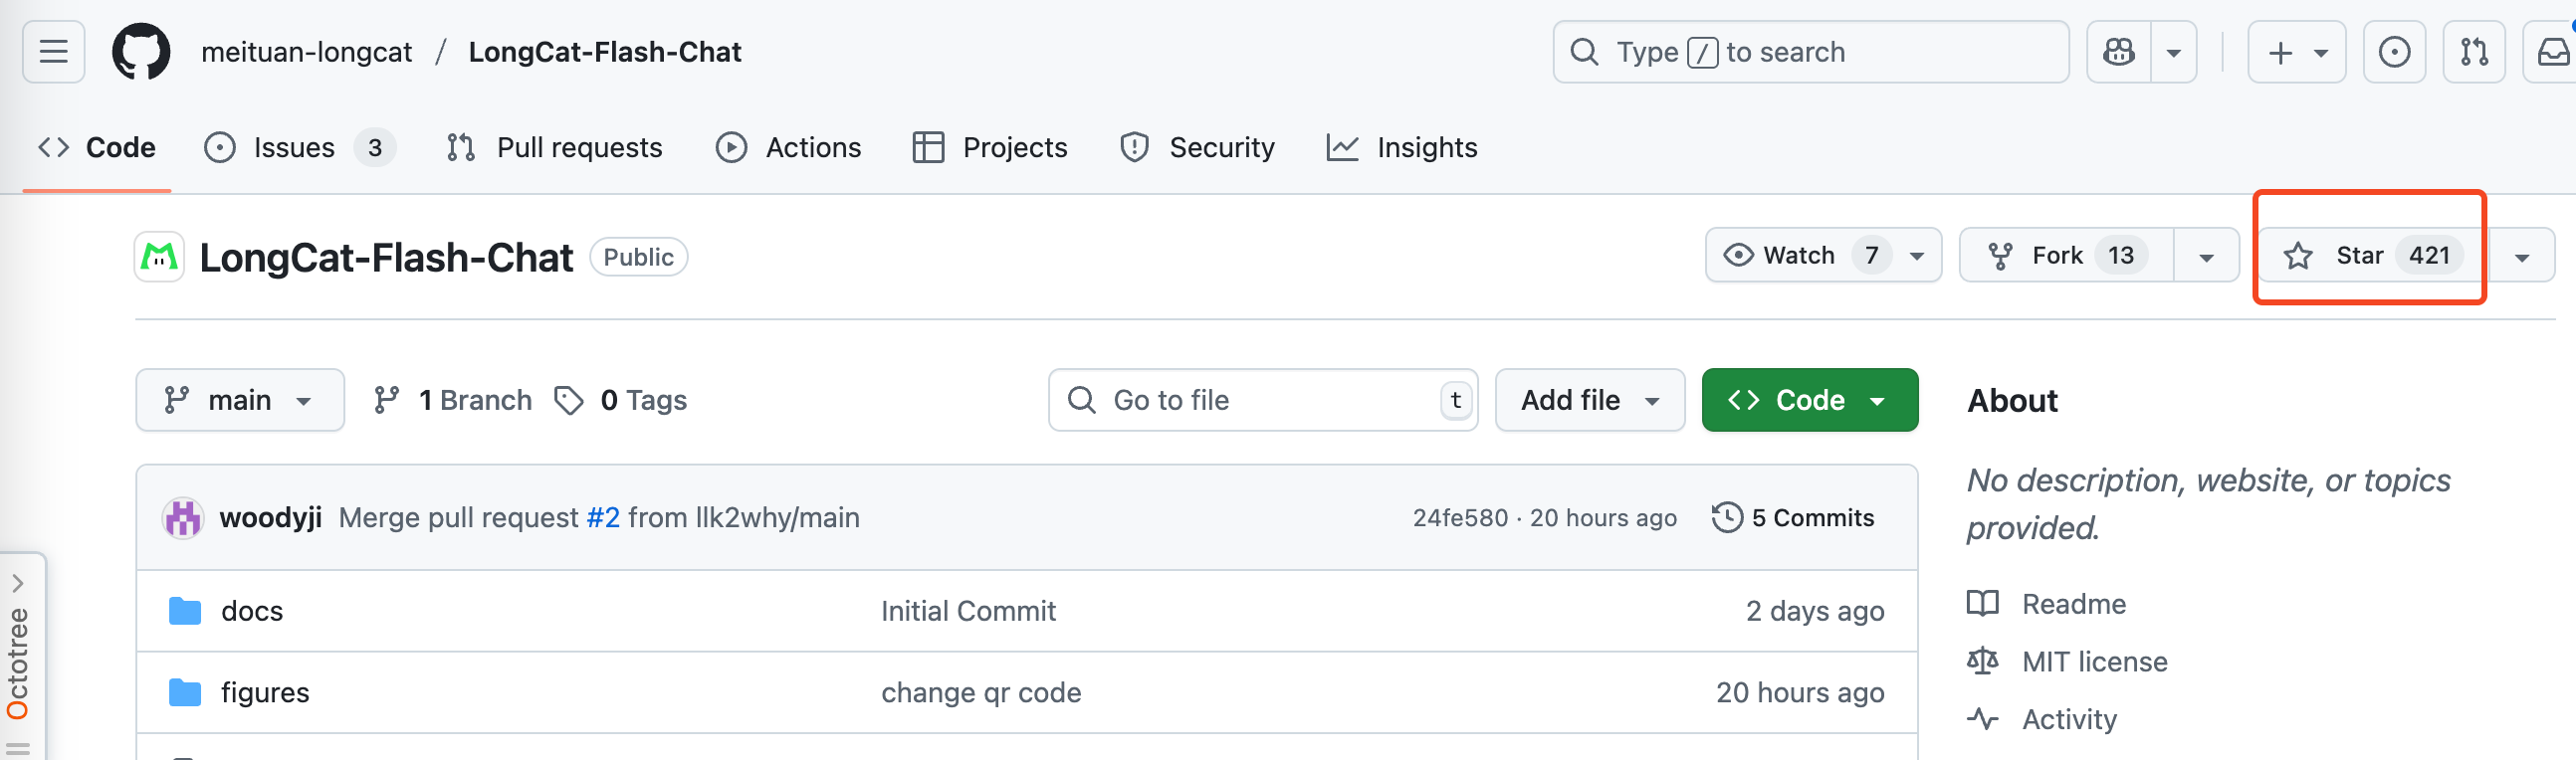 meituan-longcat / LongCat-Flash-Chat
Type / to search
Code Issues 3 Pull requests Actions Projects Security Insights
LongCat-Flash-Chat Public
Watch 7 Fork 13 Star 421
main 1 Branch 0 Tags Go to file t Add file Code
About
No description, website, or topics
provided.
woodyji Merge pull request #2 from llk2why/main 24fe580 · 20 hours ago 5 Commits
docs Initial Commit 2 days ago
figures change qr code 20 hours ago
Readme
MIT license
Activity
Octotree